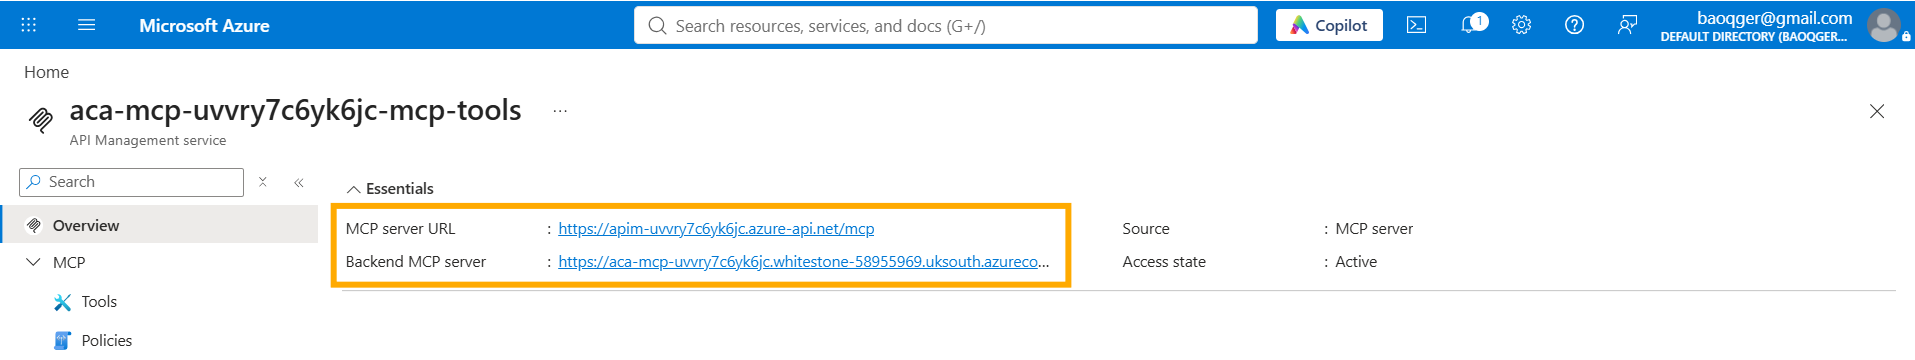 Microsoft Azure
Search resources, services, and docs (G+/)
Copilot
1
baoqger@gmail.com
DEFAULT DIRECTORY (BAOQGER...
Home
aca-mcp-uvvry7c6yk6jc-mcp-tools
...
API Management service
Search
Essentials
Overview
MCP server URL : https://apim-uvvry7c6yk6jc.azure-api.net/mcp
Source : MCP server
MCP
Backend MCP server : https://aca-mcp-uvvry7c6yk6jc.whitestone-58955969.uksouth.azureco...
Access state : Active
Tools
Policies